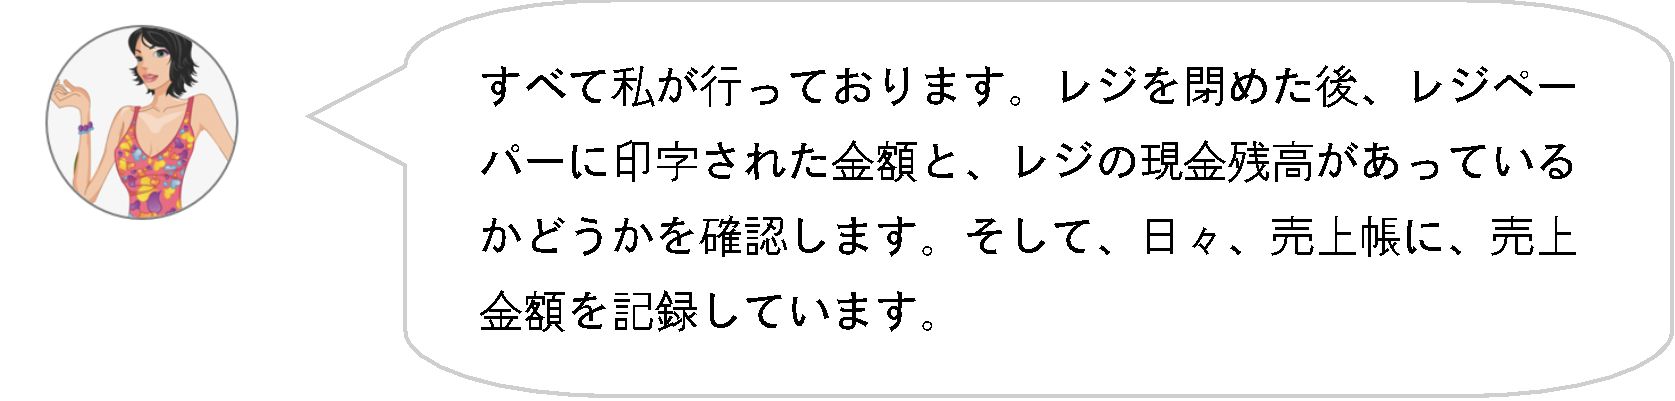 すべて私が行っております。レジを閉めた後、レジペー
パーに印字された金額と、レジの現金残高があっている
かどうかを確認します。そして、日々、売上帳に、売上
金額を記録しています。